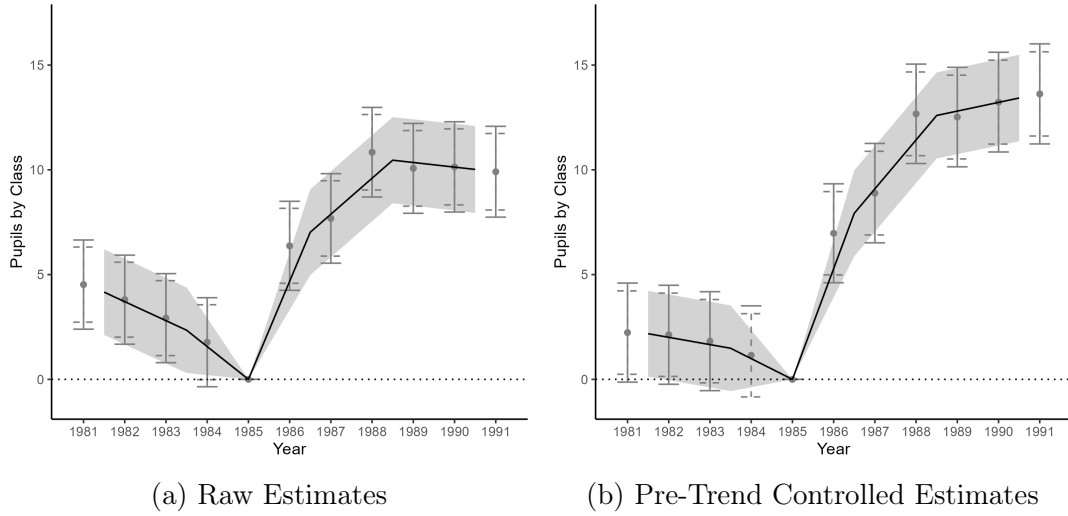 Pupils by Class
15
10
5
0
1981 1982 1983 1984 1985 1986 1987 1988 1989 1990 1991
Year
(a) Raw Estimates
Pupils by Class
15
10
5
0
1981 1982 1983 1984 1985 1986 1987 1988 1989 1990 1991
Year
(b) Pre-Trend Controlled Estimates